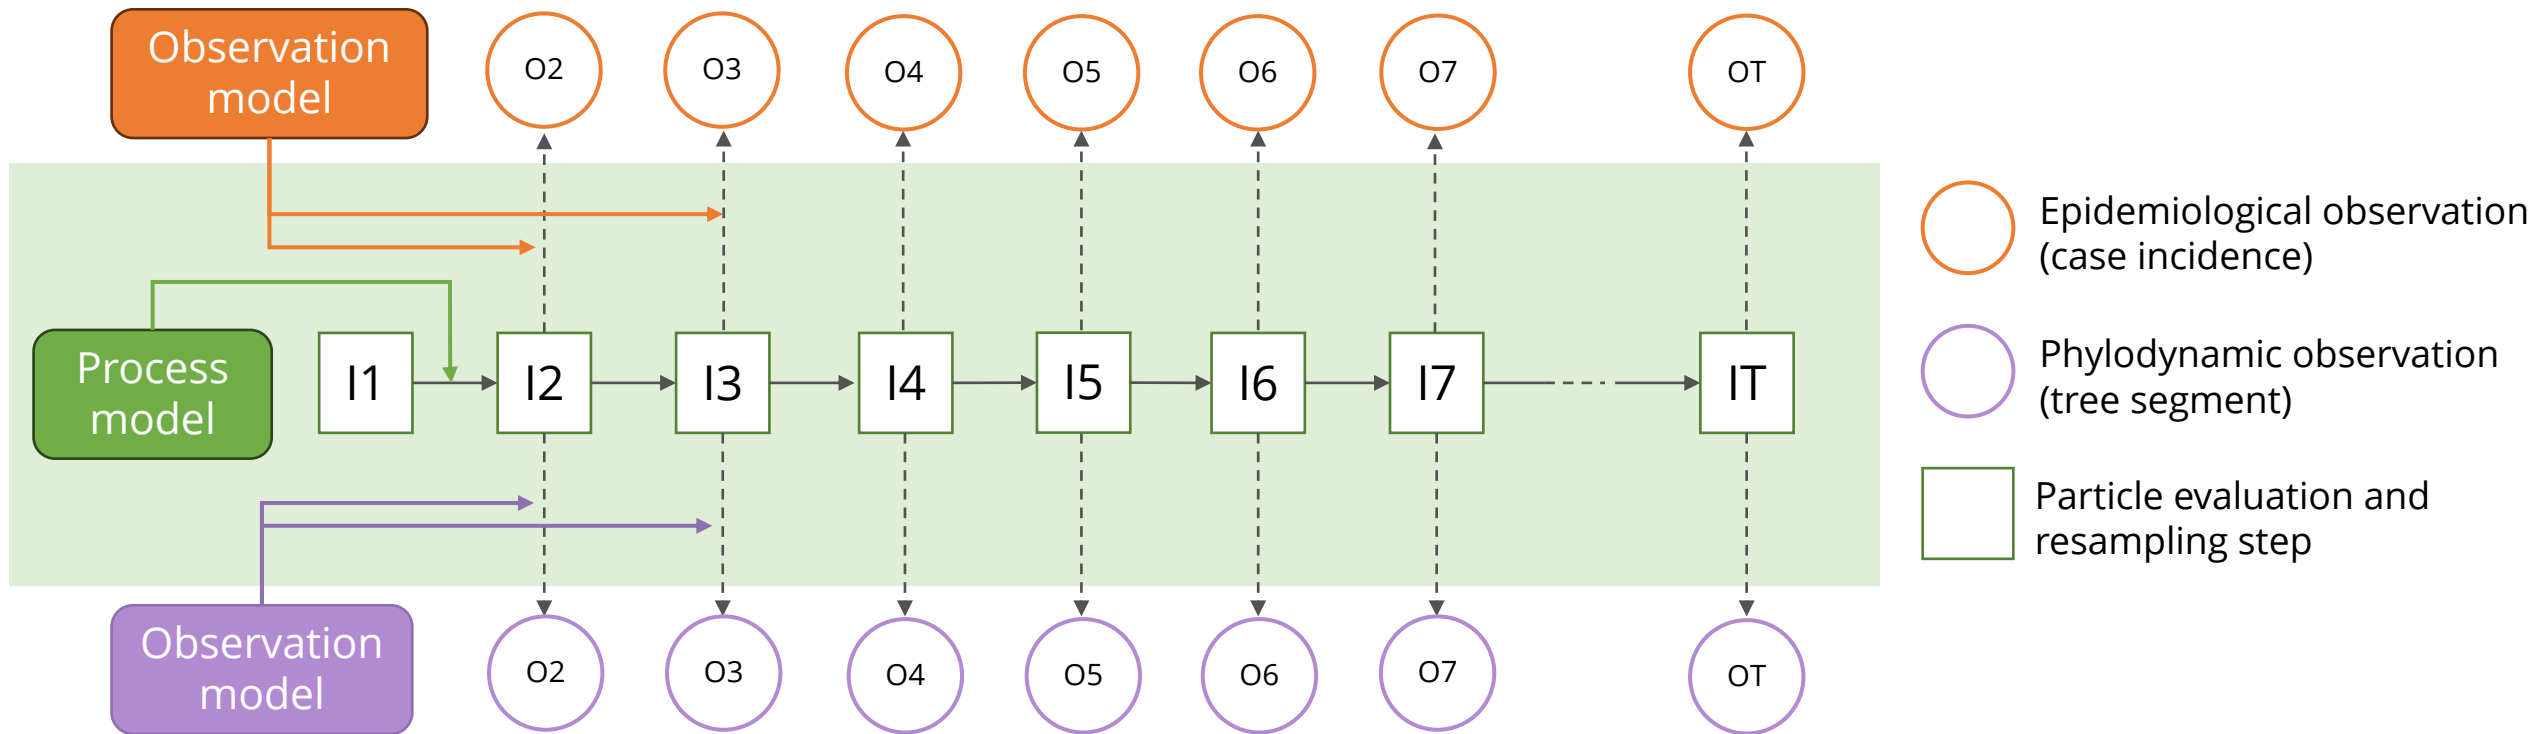 Observation
model
O2
O3
O4
O5
O6
O7
OT
Process
model
I1
I2
I3
I4
I5
I6
I7
IT
Observation
model
O2
O3
O4
O5
O6
O7
OT
Epidemiological observation
(case incidence)
Phylodynamic observation
(tree segment)
Particle evaluation and
resampling step